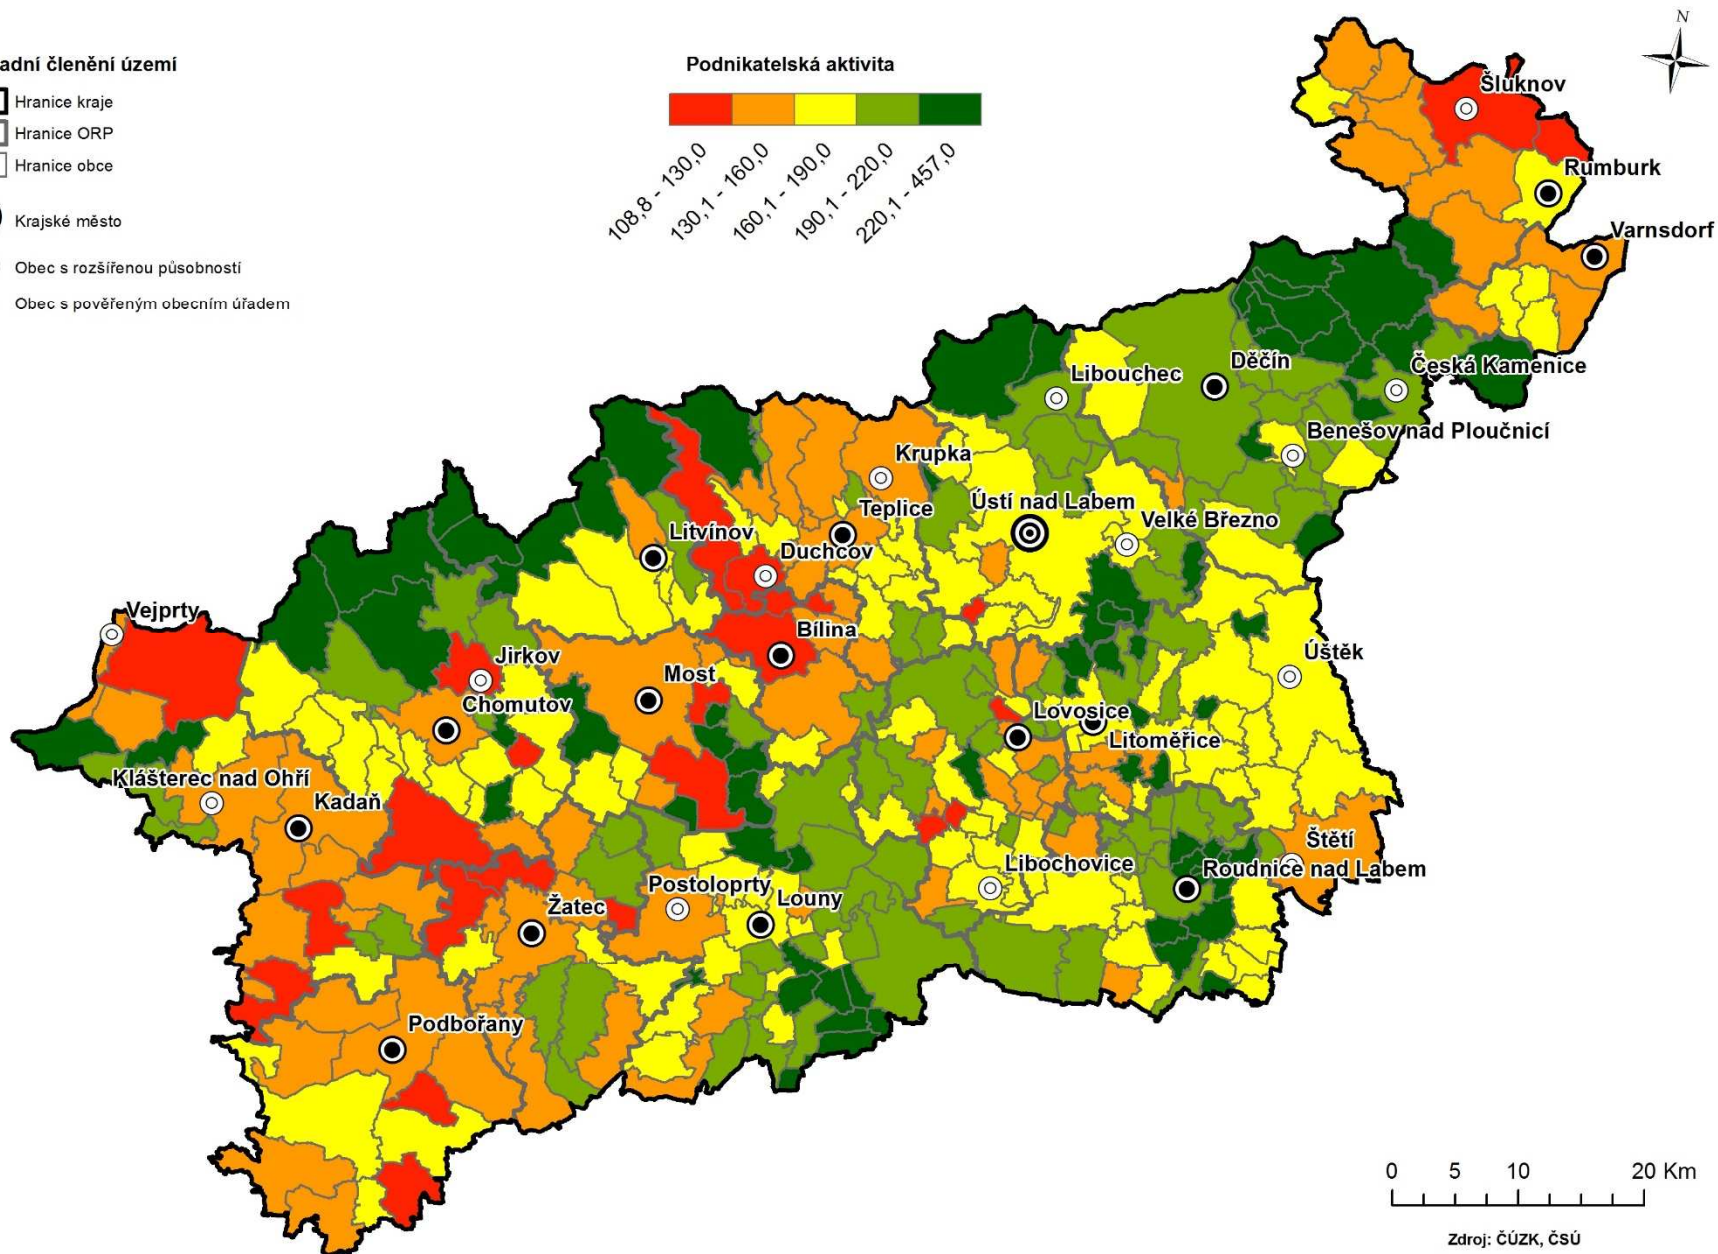 adní členění území
Hranice kraje
Hranice ORP
Hranice obce
Krajské město
Obec s rozšířenou působností
Obec s pověřeným obecním úřadem
Podnikatelská aktivita
108,8 - 130,0
130,1 - 160,0
160,1 - 190,0
190,1 - 220,0
220,1 - 457,0
N
Šluknov
Rumburk
Varnsdorf
Libouchec
Děčín
Česká Kamenice
Benešov nad Ploučnicí
Krupka
Teplice
Ústí nad Labem
Velké Březno
Litvínov
Duchcov
Vejprty
Bílina
Jirkov
Most
Úštěk
Chomutov
Lovosice
Litoměřice
Klášterec nad Ohří
Kadaň
Štětí
Libochovice
Roudnice nad Labem
Postoloprty
Louny
Žatec
Podbořany
0 5 10 20 Km
Zdroj: ČÚZK, ČSÚ